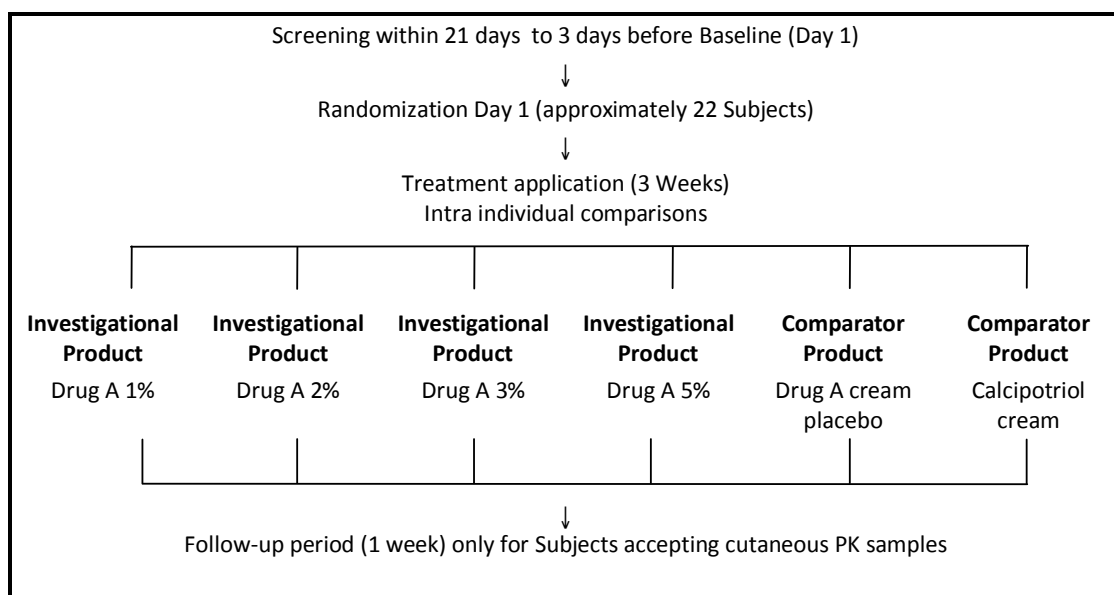 Screening within 21 days  to 3 days before Baseline (Day 1)
↓
Randomization Day 1 (approximately 22 Subjects)
↓
Treatment application (3 Weeks)
Intra individual comparisons
Investigational Product
Drug A 1%
Investigational Product
Drug A 2%
Investigational Product
Drug A 3%
Investigational Product
Drug A 5%
Comparator Product
Drug A cream placebo
Comparator Product
Calcipotriol cream
↓
Follow-up period (1 week) only for Subjects accepting cutaneous PK samples